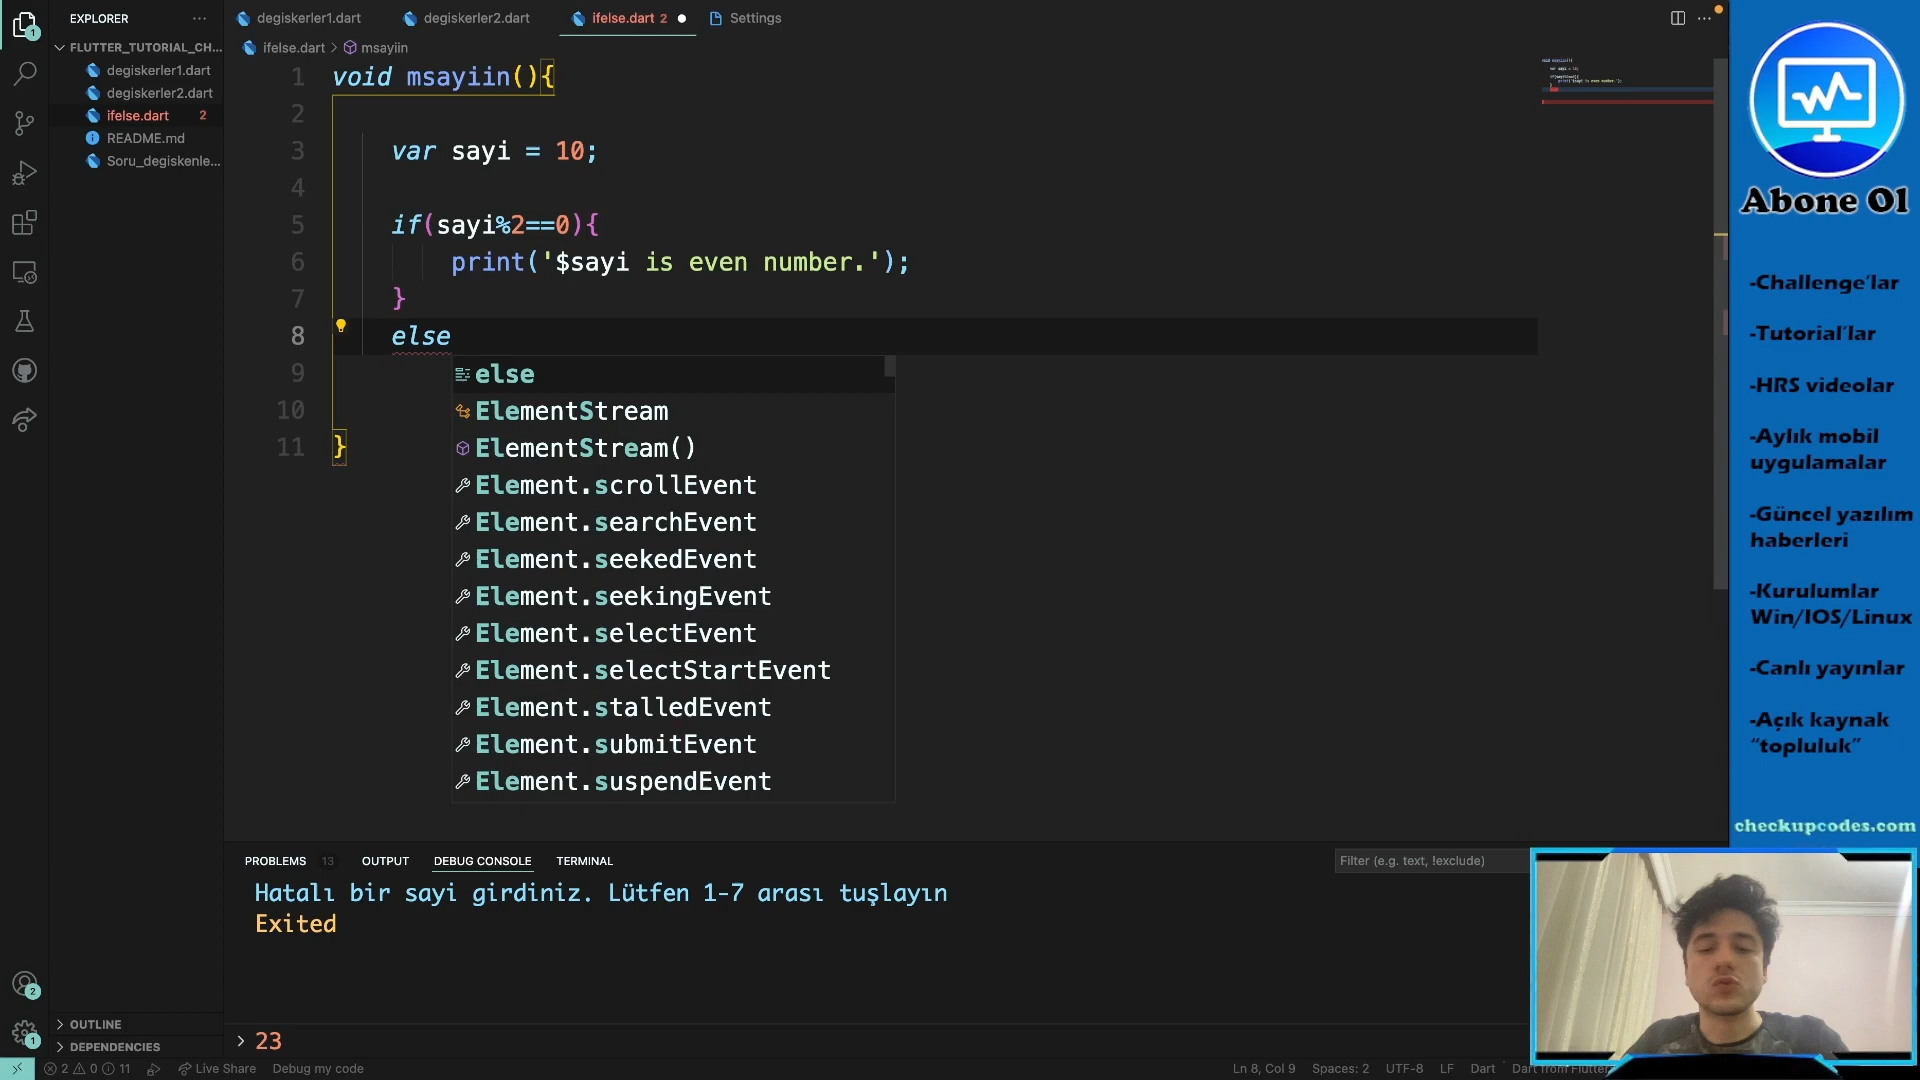 EXPLORER
FLUTTER_TUTORIAL_CH...
degiskerler1.dart
degiskerler2.dart
ifelse.dart 2
README.md
Soru_degiskenle...
OUTLINE
DEPENDENCIES
1
2
1
degiskerler1.dart
degiskerler2.dart
ifelse.dart 2
Settings
ifelse.dart > msayiin
1 void msayiin(){
2
3 var sayi = 10;
4
5 if(sayi%2==0){
6 print('$sayi is even number.');
7 }
8 else
9
10
11 }
else
ElementStream
ElementStream()
Element.scrollEvent
Element.searchEvent
Element.seekedEvent
Element.seekingEvent
Element.selectEvent
Element.selectStartEvent
Element.stalledEvent
Element.submitEvent
Element.suspendEvent
PROBLEMS 13 OUTPUT DEBUG CONSOLE TERMINAL
Filter (e.g. text, !exclude)
Hatalı bir sayi girdiniz. Lütfen 1-7 arası tuşlayın
Exited
> 23
2 0 11 Live Share Debug my code
Ln 8, Col 9 Spaces: 2 UTF-8 LF Dart Dart from Flutter
Abone Ol
-Challenge'lar
-Tutorial'lar
-HRS videolar
-Aylık mobil
uygulamalar
-Güncel yazılım
haberleri
-Kurulumlar
Win/IOS/Linux
-Canlı yayınlar
-Açık kaynak
"topluluk"
checkupcodes.com